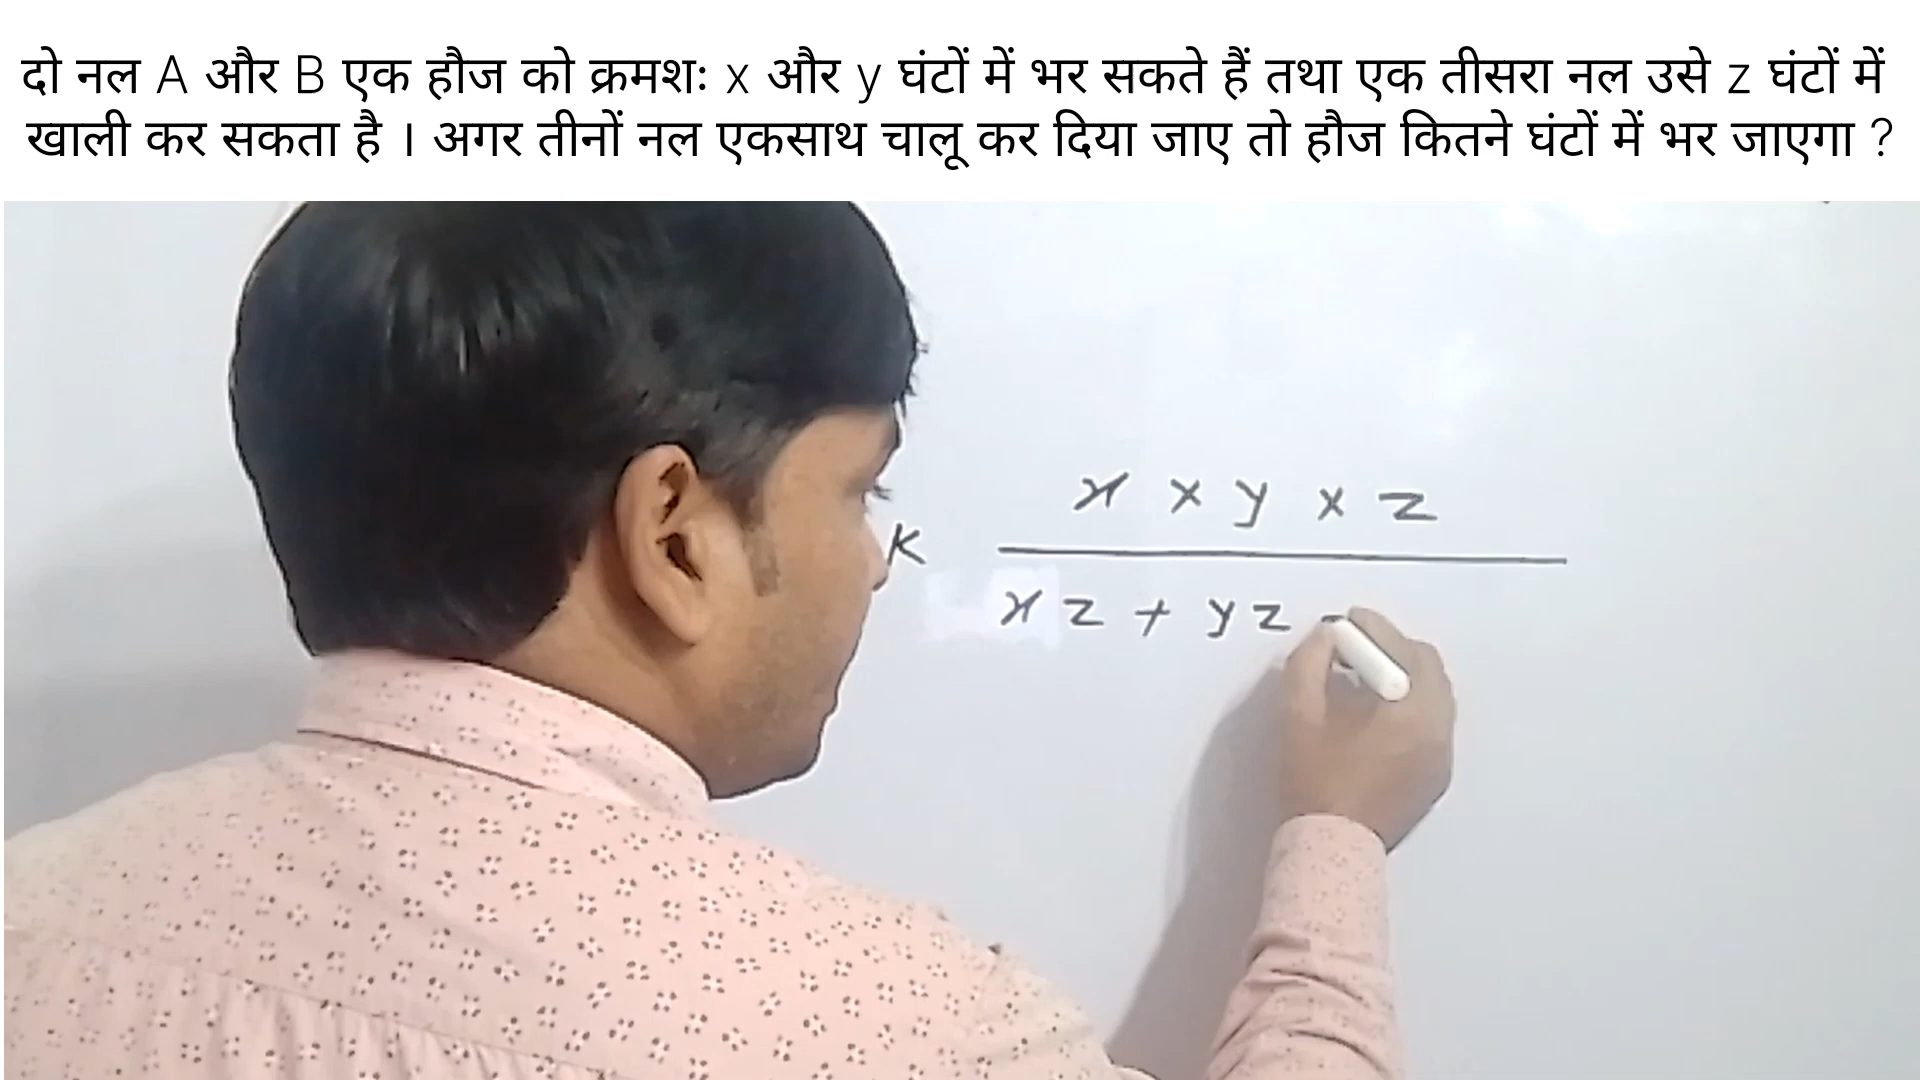 दो नल A और B एक हौज को क्रमशः x और y घंटों में भर सकते हैं तथा एक तीसरा नल उसे z घंटों में
खाली कर सकता है । अगर तीनों नल एकसाथ चालू कर दिया जाए तो हौज कितने घंटों में भर जाएगा ?
x × y × z
K
xz + yz -